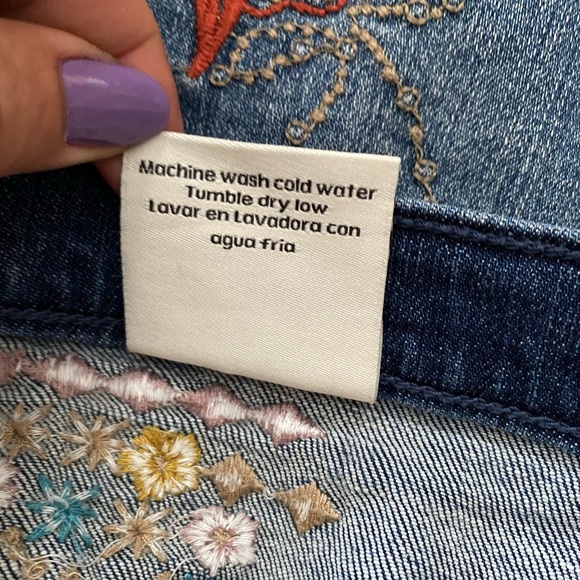 Machine wash cold water
Tumble dry low
Lavar en Lavadora con
agua fria